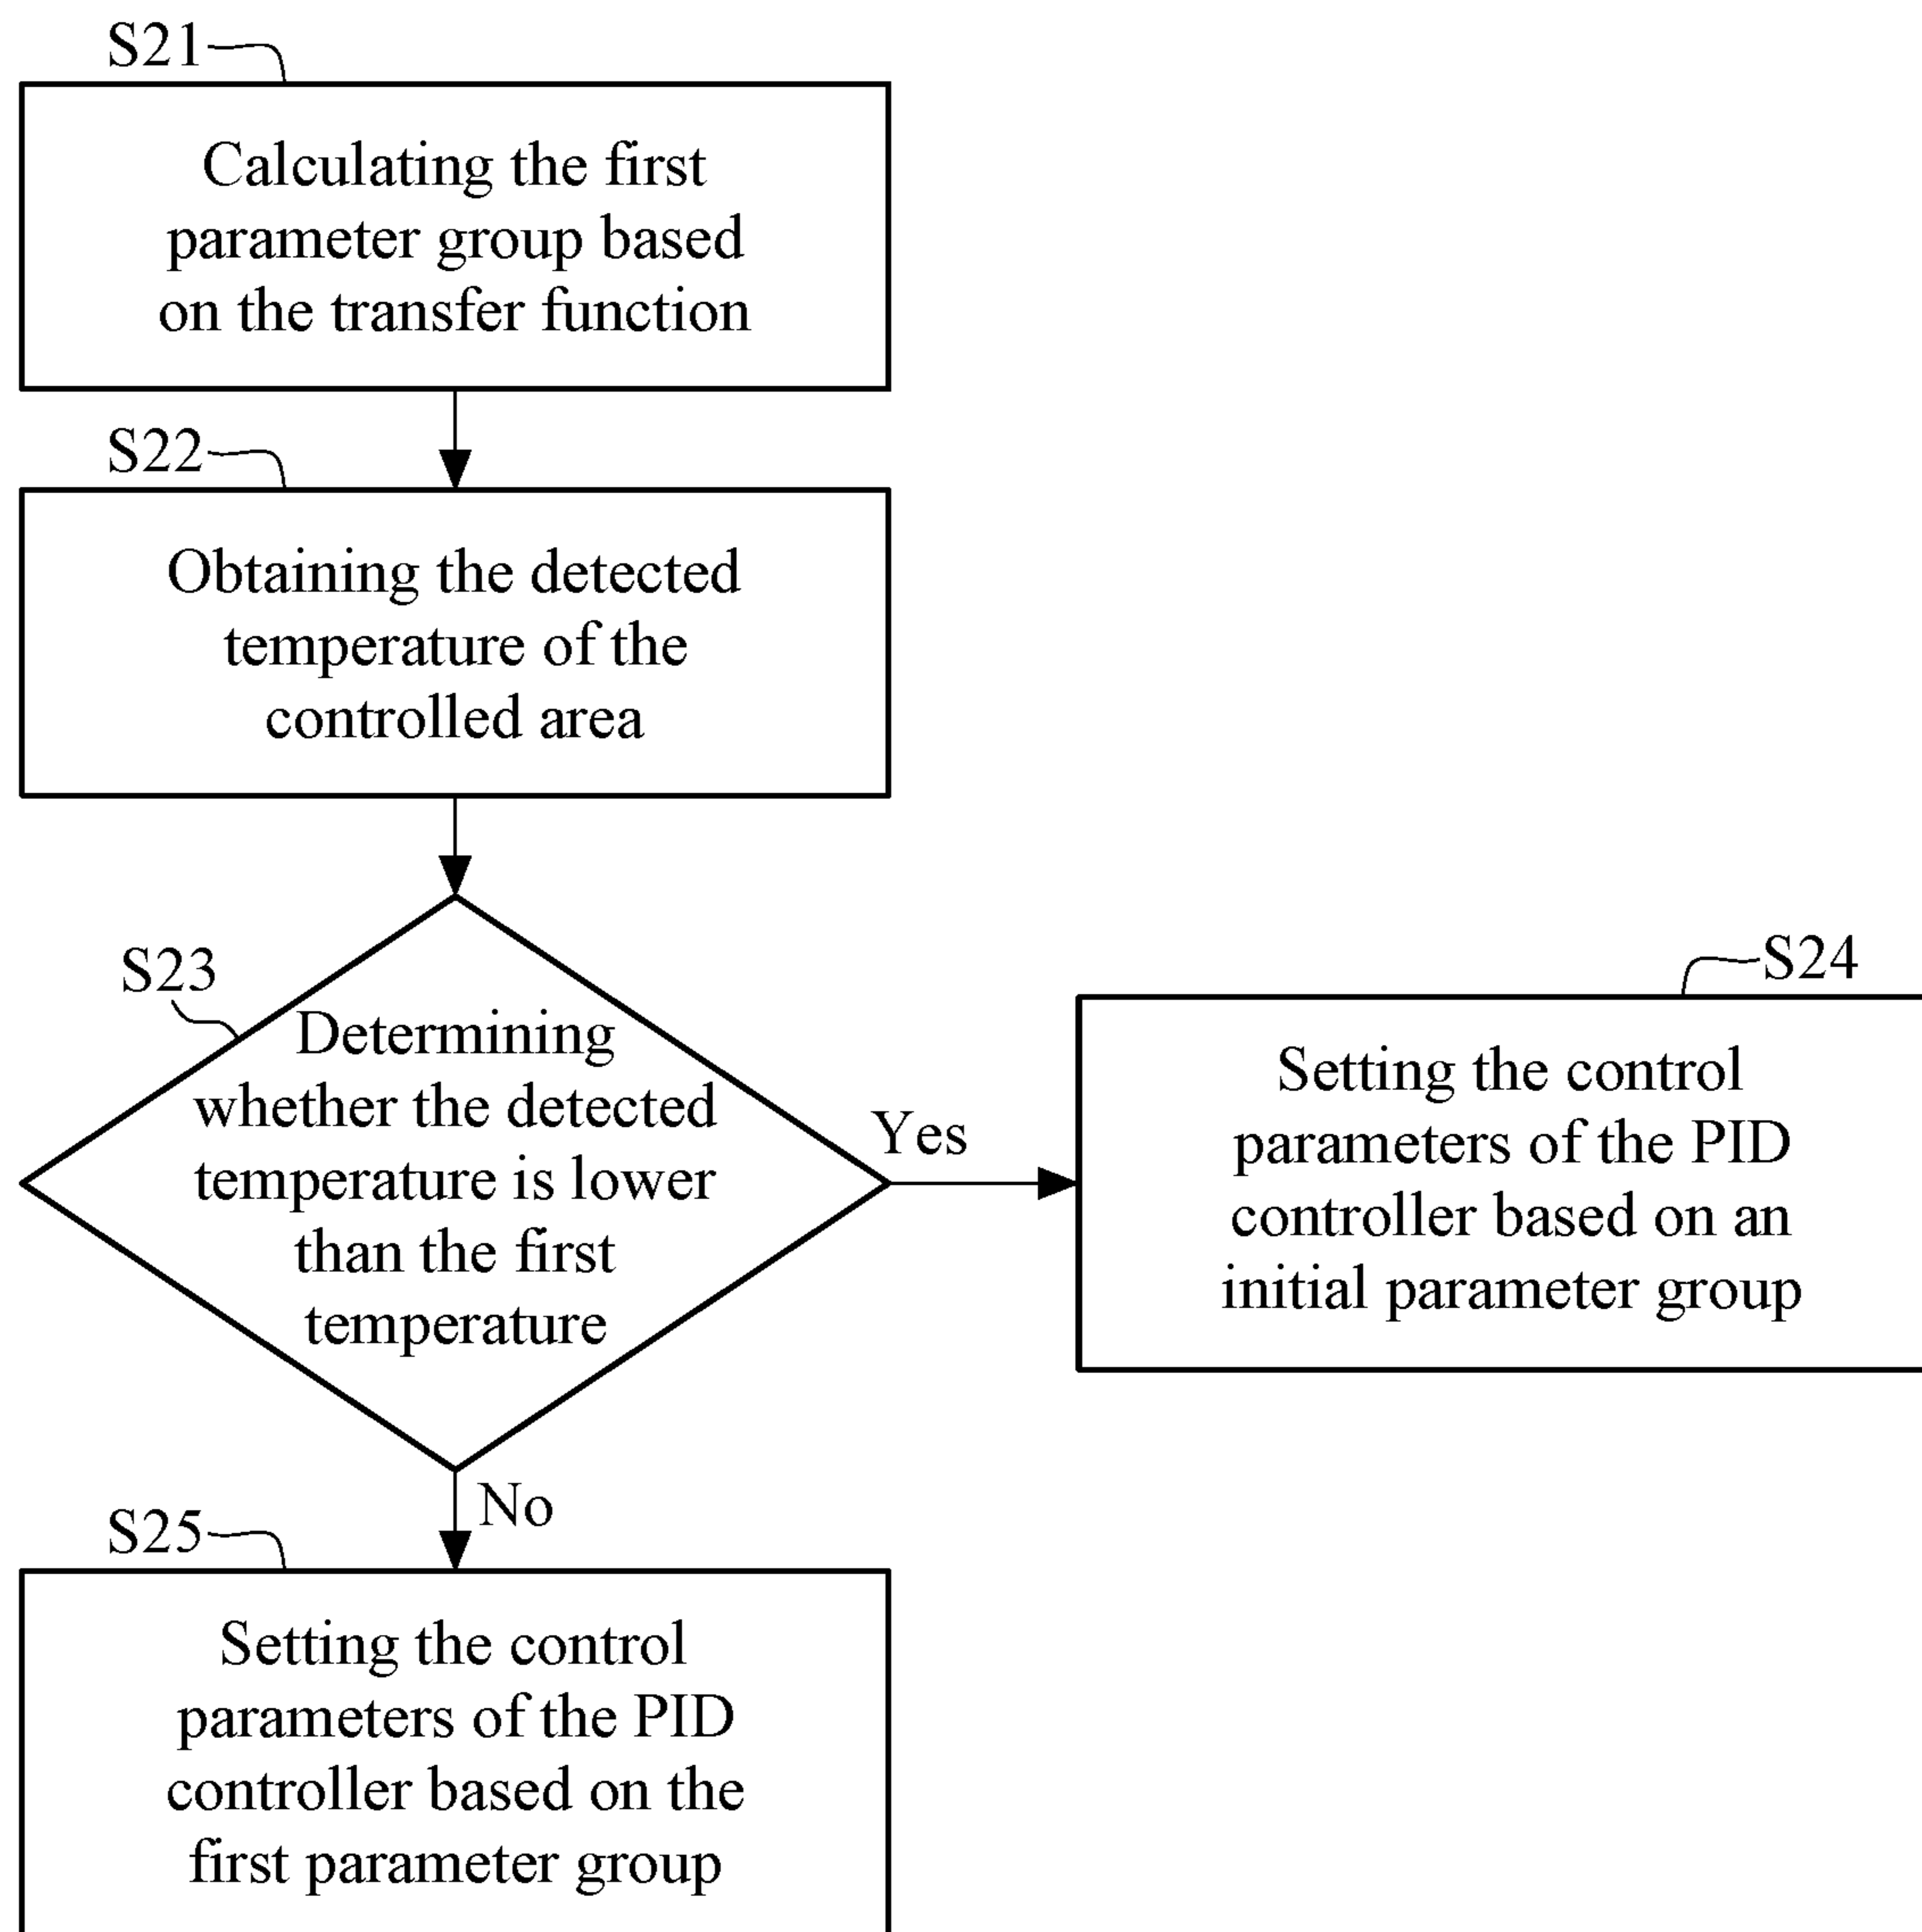 S21
Calculating the first
parameter group based
on the transfer function
S22
Obtaining the detected
temperature of the
controlled area
S23
Determining
whether the detected
temperature is lower
than the first
temperature
Yes
S24
Setting the control
parameters of the PID
controller based on an
initial parameter group
No
S25
Setting the control
parameters of the PID
controller based on the
first parameter group